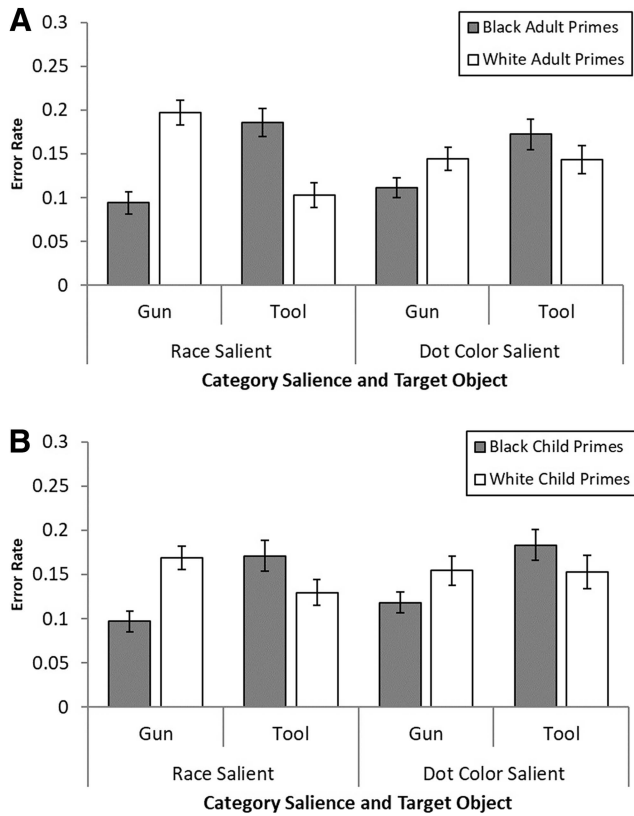 A
0.3
0.25
0.2
0.15
0.1
0.05
0
Error Rate
Black Adult Primes
White Adult Primes
Gun Tool Gun Tool
Race Salient Dot Color Salient
Category Salience and Target Object
B
0.3
0.25
0.2
0.15
0.1
0.05
0
Error Rate
Black Child Primes
White Child Primes
Gun Tool Gun Tool
Race Salient Dot Color Salient
Category Salience and Target Object